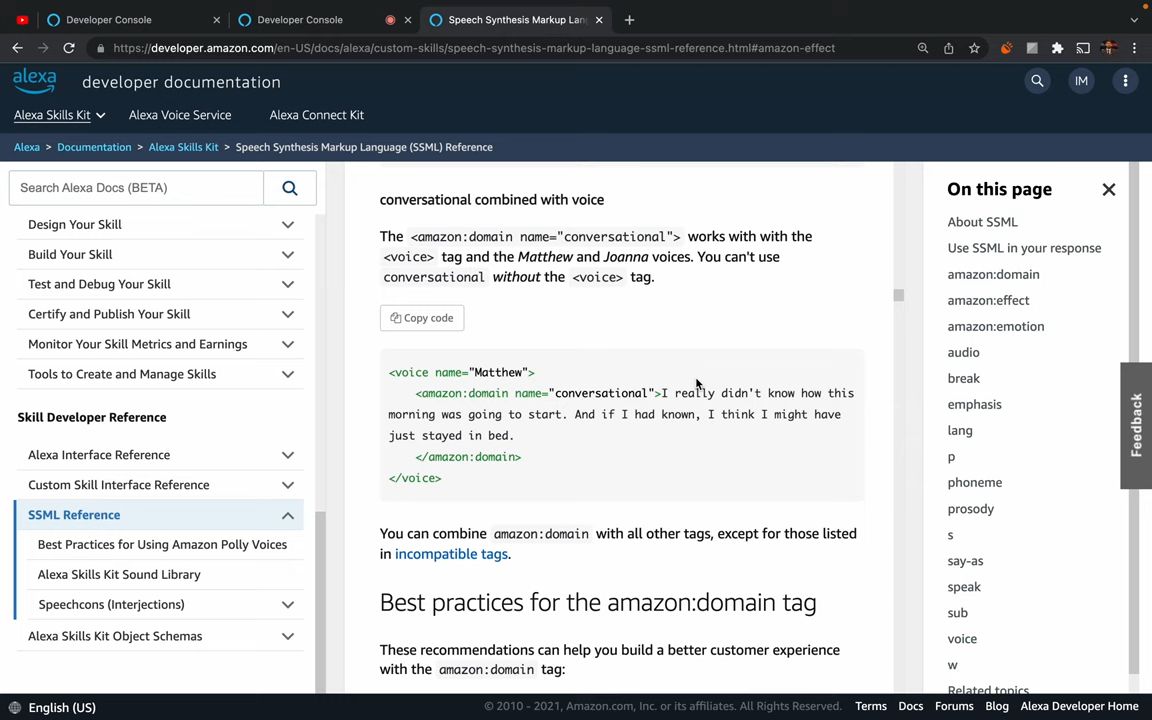 Developer Console
Developer Console
Speech Synthesis Markup Lan
https://developer.amazon.com/en-US/docs/alexa/custom-skills/speech-synthesis-markup-language-ssml-reference.html#amazon-effect
alexa
developer documentation
IM
Alexa Skills Kit
Alexa Voice Service
Alexa Connect Kit
Alexa > Documentation > Alexa Skills Kit > Speech Synthesis Markup Language (SSML) Reference
Search Alexa Docs (BETA)
Design Your Skill
Build Your Skill
Test and Debug Your Skill
Certify and Publish Your Skill
Monitor Your Skill Metrics and Earnings
Tools to Create and Manage Skills
Skill Developer Reference
Alexa Interface Reference
Custom Skill Interface Reference
SSML Reference
Best Practices for Using Amazon Polly Voices
Alexa Skills Kit Sound Library
Speechcons (Interjections)
Alexa Skills Kit Object Schemas
conversational combined with voice
The <amazon:domain name="conversational"> works with with the
<voice> tag and the Matthew and Joanna voices. You can't use
conversational without the <voice> tag.
Copy code
<voice name="Matthew">
<amazon:domain name="conversational">I really didn't know how this
morning was going to start. And if I had known, I think I might have
just stayed in bed.
</amazon:domain>
</voice>
You can combine amazon:domain with all other tags, except for those listed
in incompatible tags.
Best practices for the amazon:domain tag
These recommendations can help you build a better customer experience
with the amazon:domain tag:
On this page
About SSML
Use SSML in your response
amazon:domain
amazon:effect
amazon:emotion
audio
break
emphasis
lang
p
phoneme
prosody
s
say-as
speak
sub
voice
w
Related topics
Feedback
English (US)
© 2010 - 2021, Amazon.com, Inc. or its affiliates. All Rights Reserved.
Terms
Docs
Forums
Blog
Alexa Developer Home